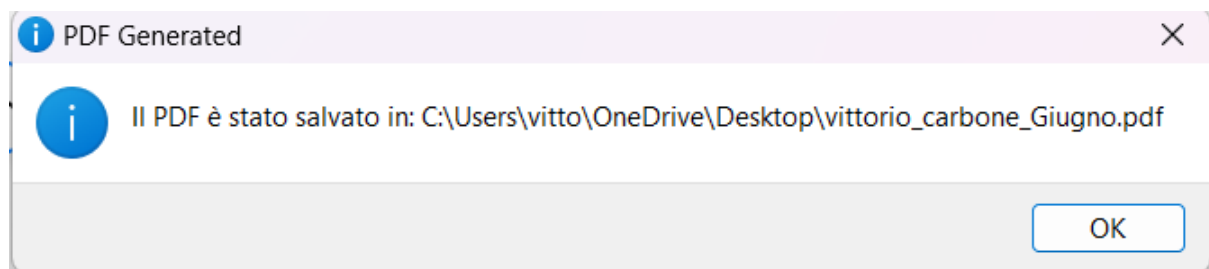 PDF Generated
Il PDF è stato salvato in: C:\Users\vitto\OneDrive\Desktop\vittorio_carbone_Giugno.pdf
OK